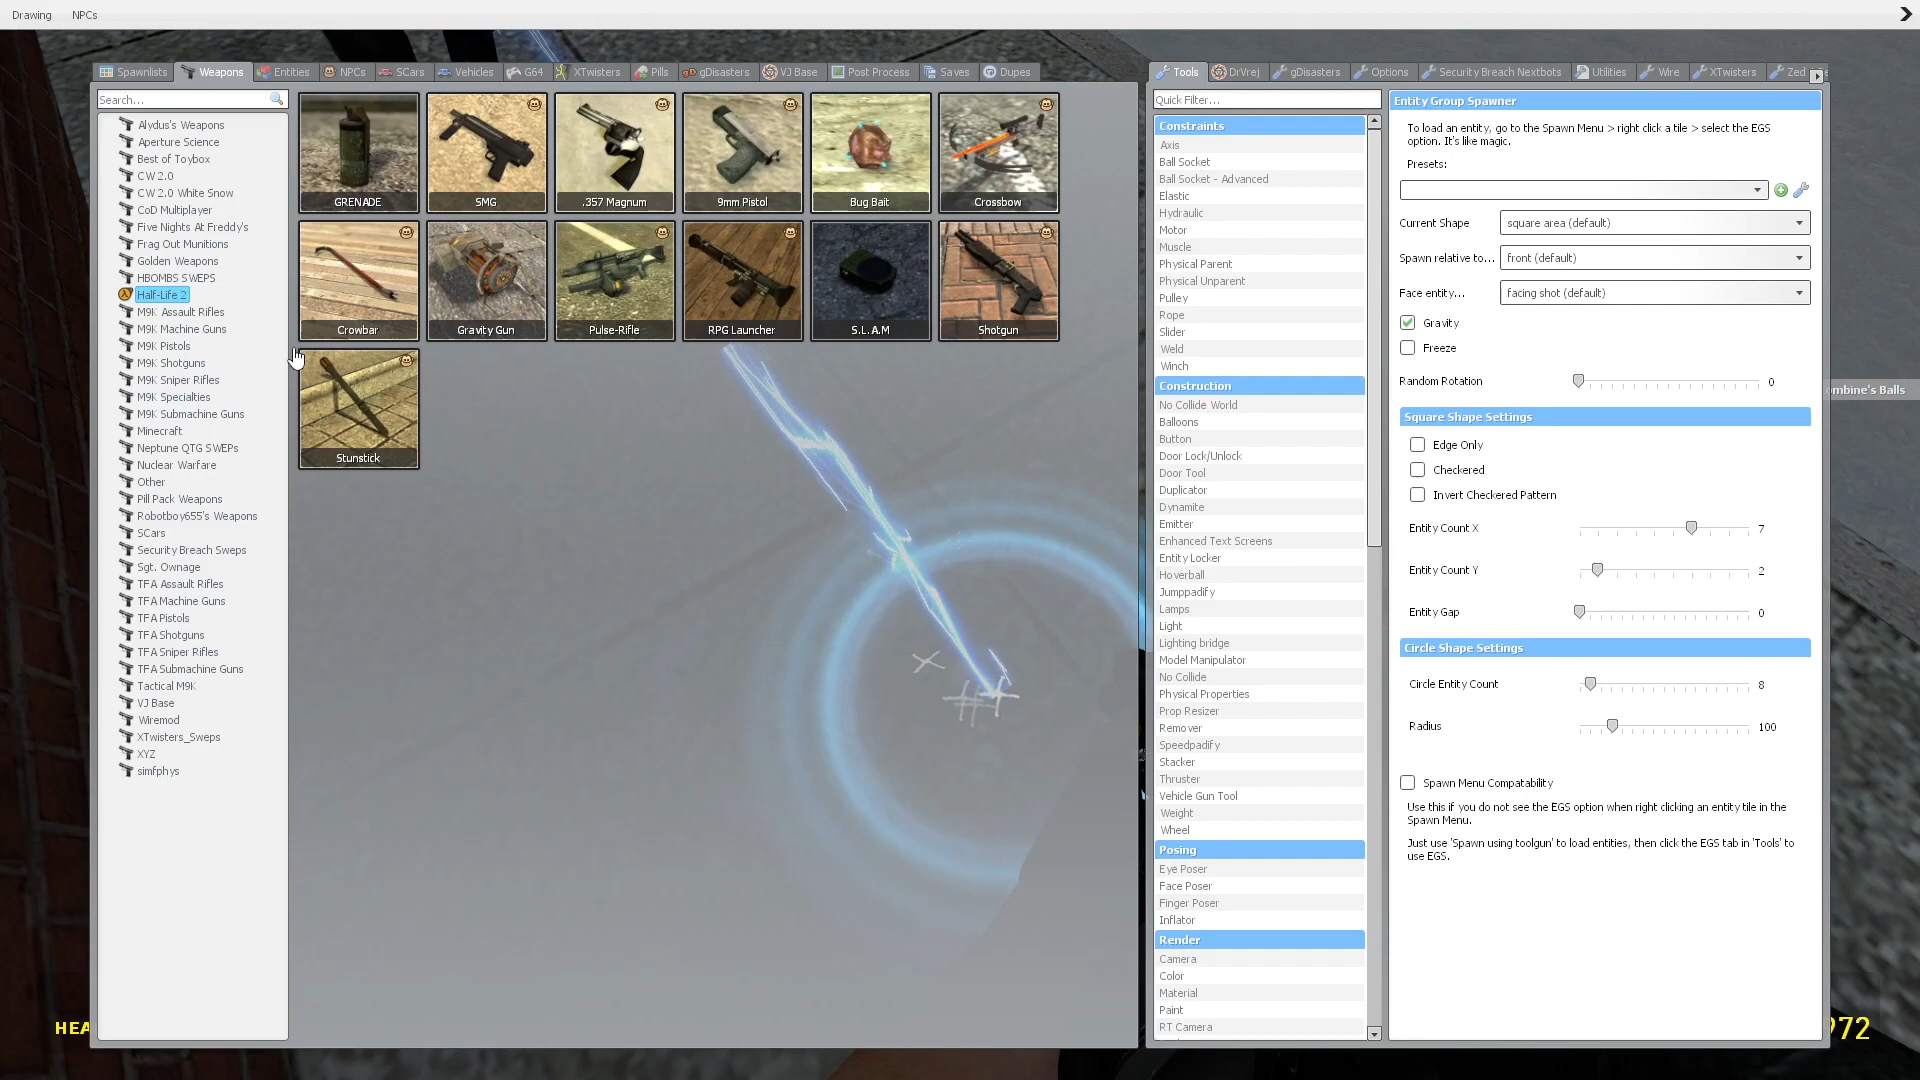 Drawing NPCs
Spawnlists Weapons Entities NPCs SCars Vehicles G64 XTwisters Pills gDisasters VJ Base Post Process Saves Dupes
Search...
Alydus's Weapons
Aperture Science
Best of Toybox
CW 2.0
CW 2.0 White Snow
CoD Multiplayer
Five Nights At Freddy's
Frag Out Munitions
Golden Weapons
HBOMBS SWEPS
Half-Life 2
M9K Assault Rifles
M9K Machine Guns
M9K Pistols
M9K Shotguns
M9K Sniper Rifles
M9K Specialties
M9K Submachine Guns
Minecraft
Neptune QTG SWEPs
Nuclear Warfare
Other
Pill Pack Weapons
Robotboy655's Weapons
SCars
Security Breach Sweps
Sgt. Ownage
TFA Assault Rifles
TFA Machine Guns
TFA Pistols
TFA Shotguns
TFA Sniper Rifles
TFA Submachine Guns
Tactical M9K
VJ Base
Wiremod
XTwisters_Sweps
XYZ
simfphys
GRENADE SMG .357 Magnum 9mm Pistol Bug Bait Crossbow
Crowbar Gravity Gun Pulse-Rifle RPG Launcher S.L.A.M Shotgun
Stunstick
Tools DrVrej gDisasters Options Security Breach Nextbots Utilities Wire XTwisters Zed
Quick Filter...
Constraints
Axis
Ball Socket
Ball Socket - Advanced
Elastic
Hydraulic
Motor
Muscle
Physical Parent
Physical Unparent
Pulley
Rope
Slider
Weld
Winch
Construction
No Collide World
Balloons
Button
Door Lock/Unlock
Door Tool
Duplicator
Dynamite
Emitter
Enhanced Text Screens
Entity Locker
Hoverball
Jumppadify
Lamps
Light
Lighting bridge
Model Manipulator
No Collide
Physical Properties
Prop Resizer
Remover
Speedpadify
Stacker
Thruster
Vehicle Gun Tool
Weight
Wheel
Posing
Eye Poser
Face Poser
Finger Poser
Inflator
Render
Camera
Color
Material
Paint
RT Camera
Entity Group Spawner
To load an entity, go to the Spawn Menu > right click a tile > select the EGS
option. It's like magic.
Presets:
Current Shape square area (default)
Spawn relative to... front (default)
Face entity... facing shot (default)
Gravity
Freeze
Random Rotation 0
Square Shape Settings
Edge Only
Checkered
Invert Checkered Pattern
Entity Count X 7
Entity Count Y 2
Entity Gap 0
Circle Shape Settings
Circle Entity Count 8
Radius 100
Spawn Menu Compatability
Use this if you do not see the EGS option when right clicking an entity tile in the
Spawn Menu.
Just use 'Spawn using toolgun' to load entities, then click the EGS tab in 'Tools' to
use EGS.
ombine's Balls
HEA
972